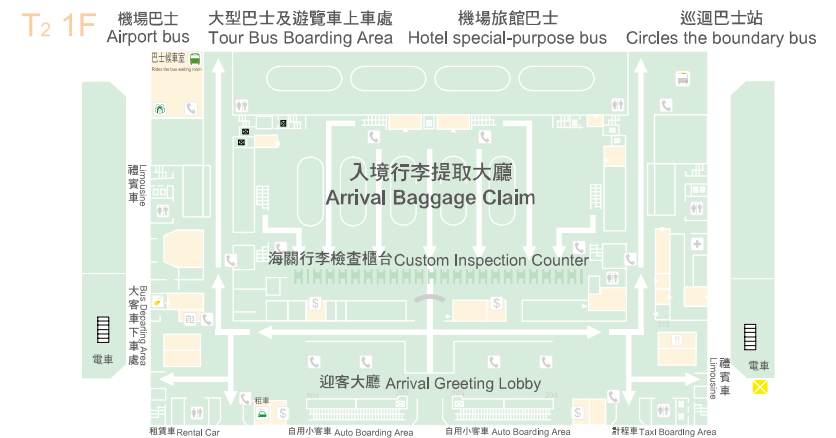 T2 1F
機場巴士
Airport bus
大型巴士及遊覽車上車處
Tour Bus Boarding Area
機場旅館巴士
Hotel special-purpose bus
巡迴巴士站
Circles the boundary bus
巴士候車室
Rides the bus waiting room
禮賓車
Limousine
入境行李提取大廳
Arrival Baggage Claim
海關行李檢查櫃台 Custom Inspection Counter
大客車下車處
Bus Departing Area
電車
迎客大廳 Arrival Greeting Lobby
禮賓車
Limousine
電車
租車
租賃車 Rental Car
自用小客車 Auto Boarding Area
自用小客車 Auto Boarding Area
計程車 Taxi Boarding Area